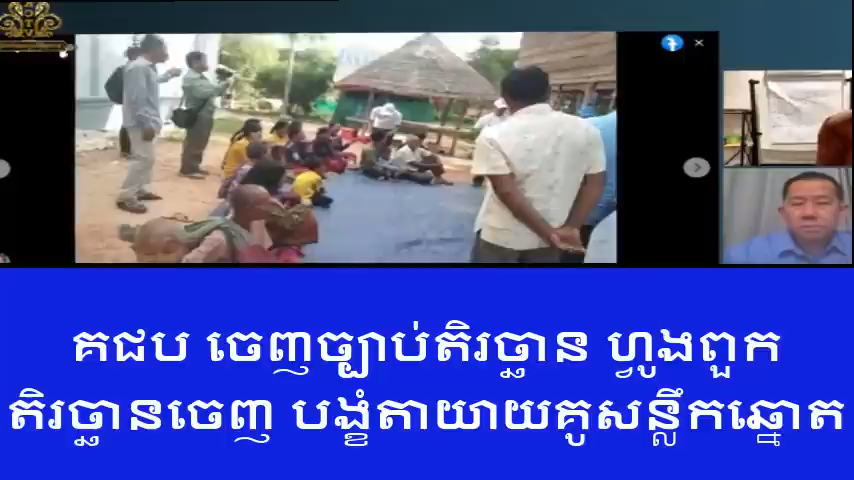 គជប ចេញច្បាប់តិរច្ឆាន ហ្វូងពួក
តិរច្ឆានចេញ បង្ខំតាយាយគូសន្លឹកឆ្នោត